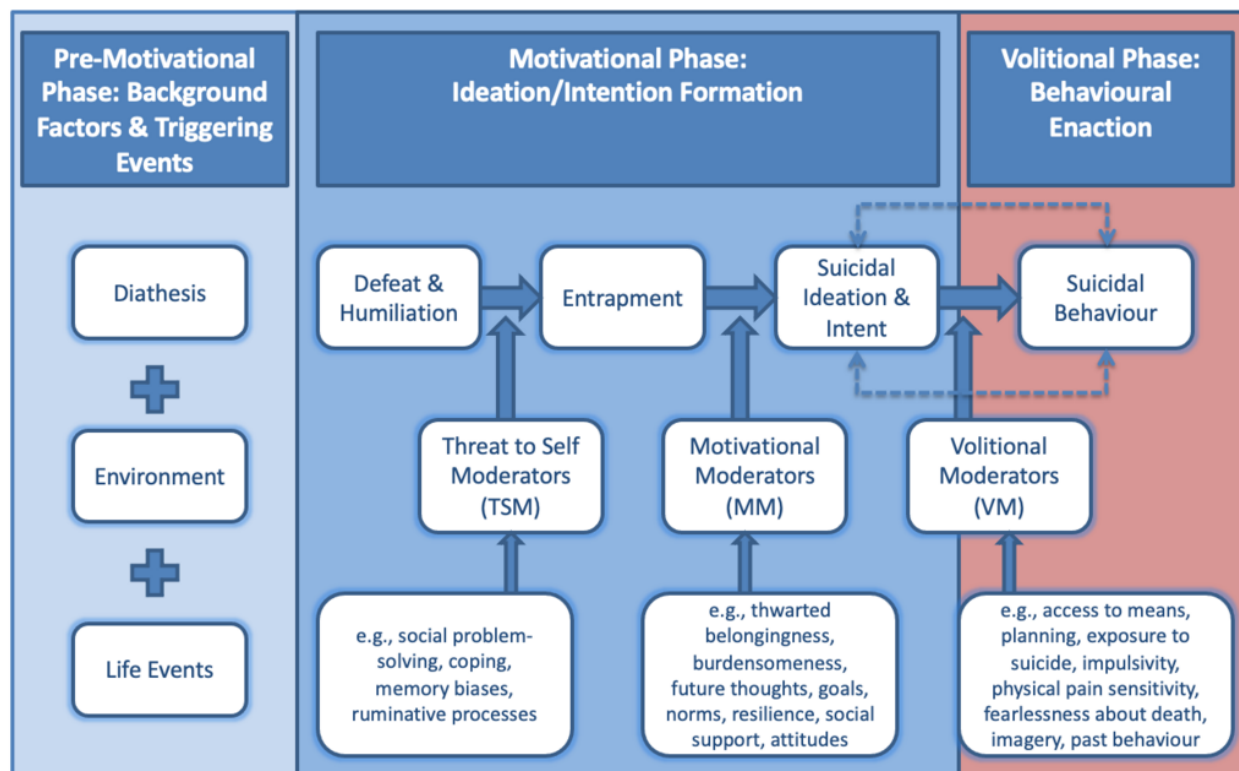 Pre-Motivational
Phase: Background
Factors & Triggering
Events
Motivational Phase:
Ideation/Intention Formation
Volitional Phase:
Behavioural
Enaction
Diathesis
Environment
Life Events
Defeat &
Humiliation
Entrapment
Suicidal
Ideation &
Intent
Suicidal
Behaviour
Threat to Self
Moderators
(TSM)
Motivational
Moderators
(MM)
Volitional
Moderators
(VM)
e.g., social problem-
solving, coping,
memory biases,
ruminative processes
e.g., thwarted
belongingness,
burdensomeness,
future thoughts, goals,
norms, resilience, social
support, attitudes
e.g., access to means,
planning, exposure to
suicide, impulsivity,
physical pain sensitivity,
fearlessness about death,
imagery, past behaviour